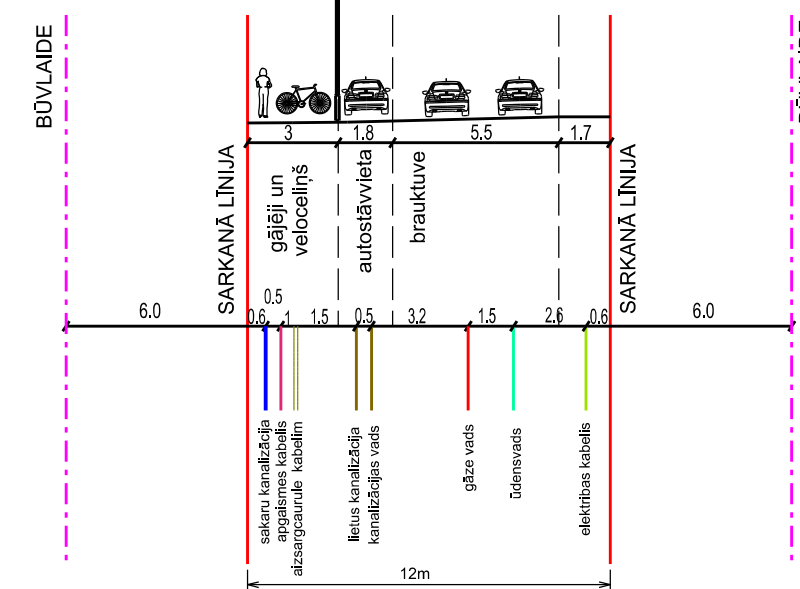 BŪVLAIDE
BŪVLAIDE
3
1.8
5.5
1.7
SARKANĀ LĪNIJA
gājēji un
veloceliņš
autostāvvieta
brauktuve
SARKANĀ LĪNIJA
6.0
0.6
0.5
1
1.5
0.5
3.2
1.5
2.6
0.6
6.0
sakaru kanalizācija
apgaismes kabelis
aizsargcaurule kabelim
lietus kanalizācija
kanalizācijas vads
gāze vads
ūdensvads
elektribas kabelis
12m